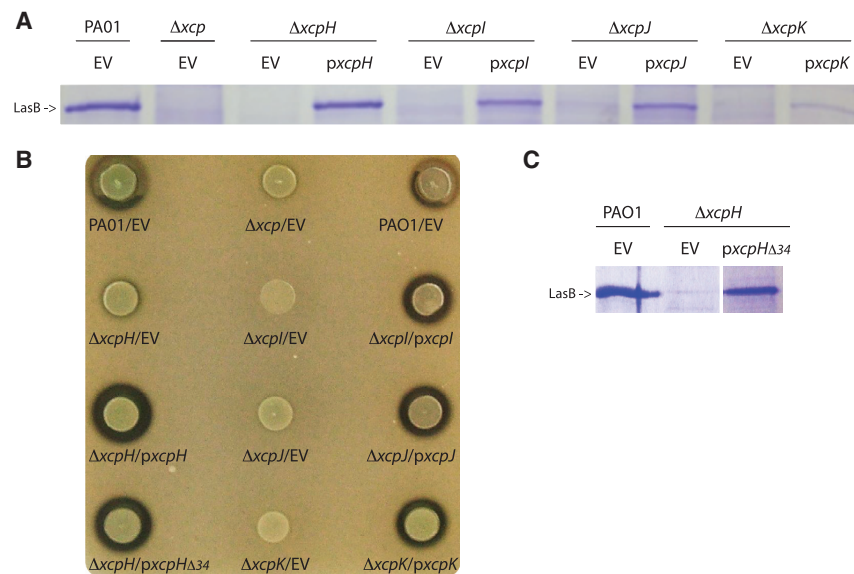 A
PA01 Δxcp ΔxcpH ΔxcpI ΔxcpJ ΔxcpK
EV EV EV pxcpH EV pxcpI EV pxcpJ EV pxcpK
LasB ->
B
PA01/EV Δxcp/EV PAO1/EV
ΔxcpH/EV ΔxcpI/EV ΔxcpI/pxcpI
ΔxcpH/pxcpH ΔxcpJ/EV ΔxcpJ/pxcpJ
ΔxcpH/pxcpHΔ34 ΔxcpK/EV ΔxcpK/pxcpK
C
PAO1 ΔxcpH
EV EV pxcpHΔ34
LasB ->